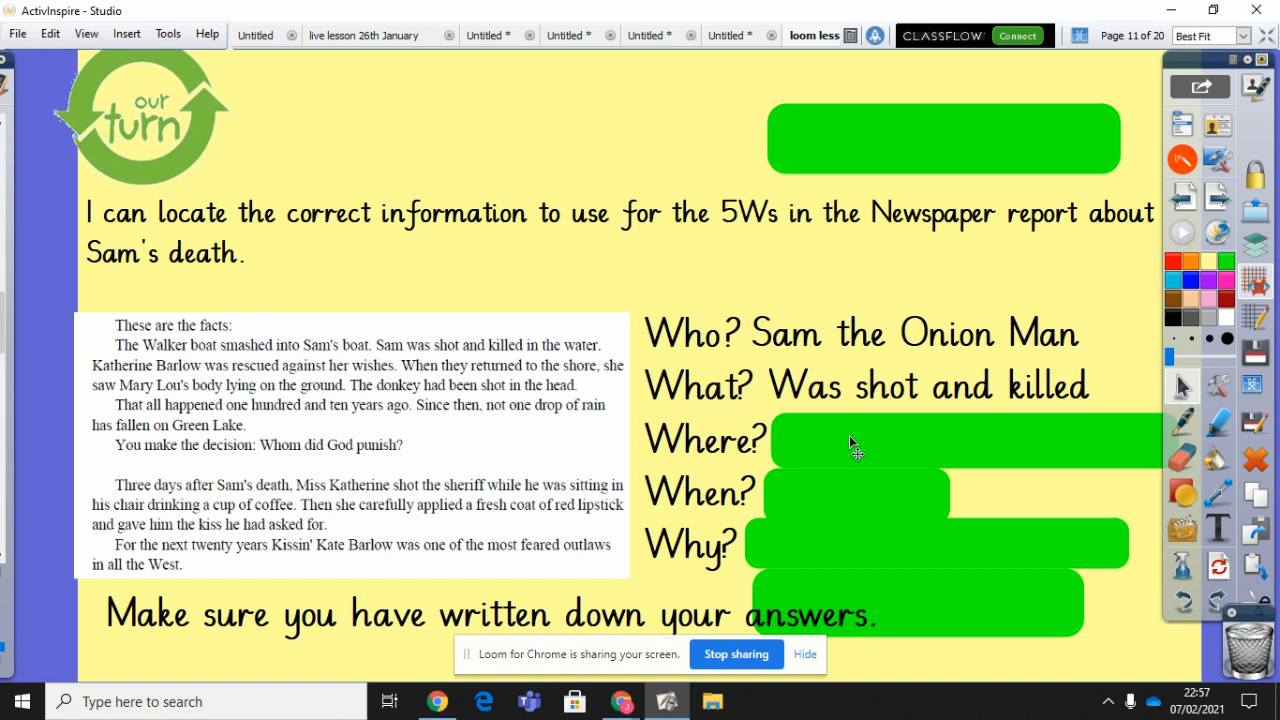 ActivInspire - Studio
File Edit View Insert Tools Help Untitled live lesson 26th January Untitled * Untitled * Untitled * Untitled * loom less CLASSFLOW Connect Page 11 of 20 Best Fit
our
turn
I can locate the correct information to use for the 5Ws in the Newspaper report about
Sam's death.
These are the facts:
The Walker boat smashed into Sam's boat. Sam was shot and killed in the water.
Katherine Barlow was rescued against her wishes. When they returned to the shore, she
saw Mary Lou's body lying on the ground. The donkey had been shot in the head.
That all happened one hundred and ten years ago. Since then, not one drop of rain
has fallen on Green Lake.
You make the decision: Whom did God punish?
Three days after Sam's death, Miss Katherine shot the sheriff while he was sitting in
his chair drinking a cup of coffee. Then she carefully applied a fresh coat of red lipstick
and gave him the kiss he had asked for.
For the next twenty years Kissin' Kate Barlow was one of the most feared outlaws
in all the West.
Who? Sam the Onion Man
What? Was shot and killed
Where?
When?
Why?
Make sure you have written down your answers.
Loom for Chrome is sharing your screen. Stop sharing Hide
Type here to search
22:57
07/02/2021